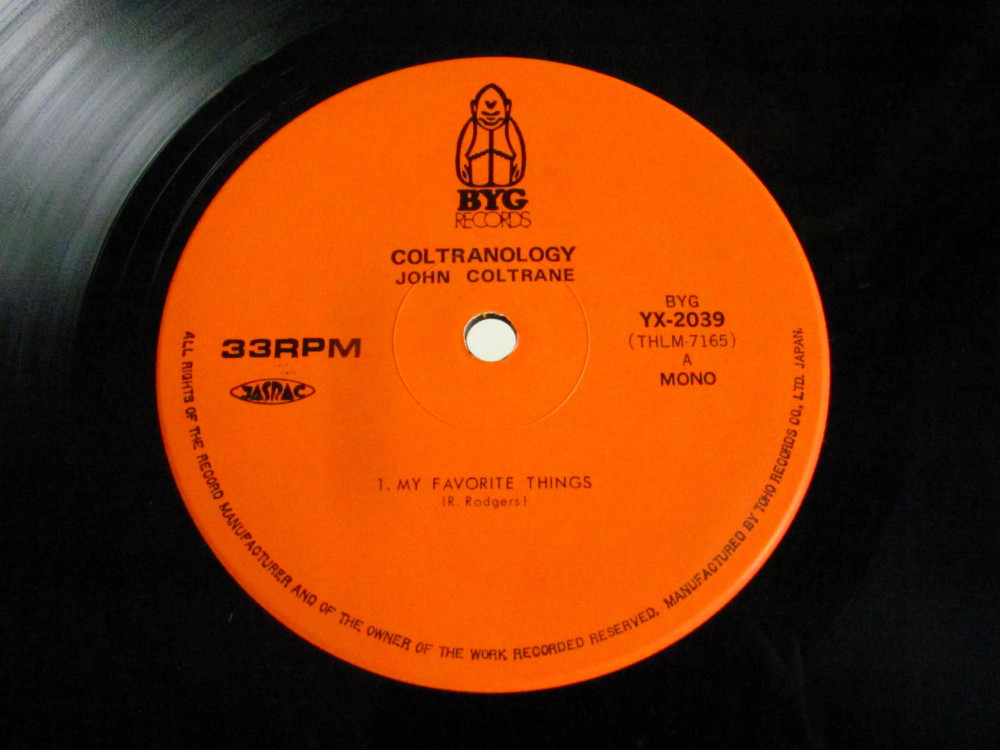 BYG
RECORDS
COLTRANOLOGY
JOHN COLTRANE
BYG
YX-2039
(THLM-7165)
A
MONO
33RPM
JASRAC
1. MY FAVORITE THINGS
(R. Rodgers)
ALL RIGHTS OF THE RECORD MANUFACTURER AND OF THE OWNER OF THE WORK RECORDED RESERVED. MANUFACTURED BY TOHO RECORDS CO., LTD. JAPAN.